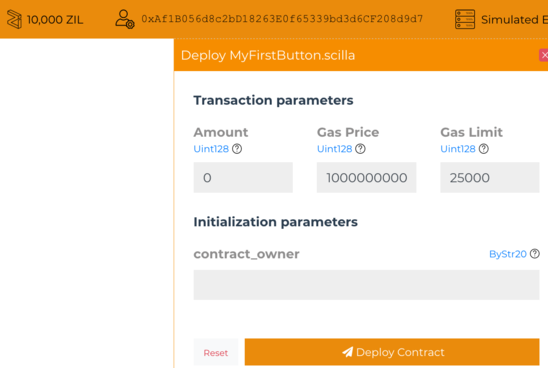 10,000 ZIL 0xAf1B056d8c2bD18263E0f65339bd3d6CF208d9d7 Simulated E
Deploy MyFirstButton.scilla
Transaction parameters
Amount Gas Price Gas Limit
Uint128 Uint128 Uint128
0 1000000000 25000
Initialization parameters
contract_owner ByStr20
Reset Deploy Contract